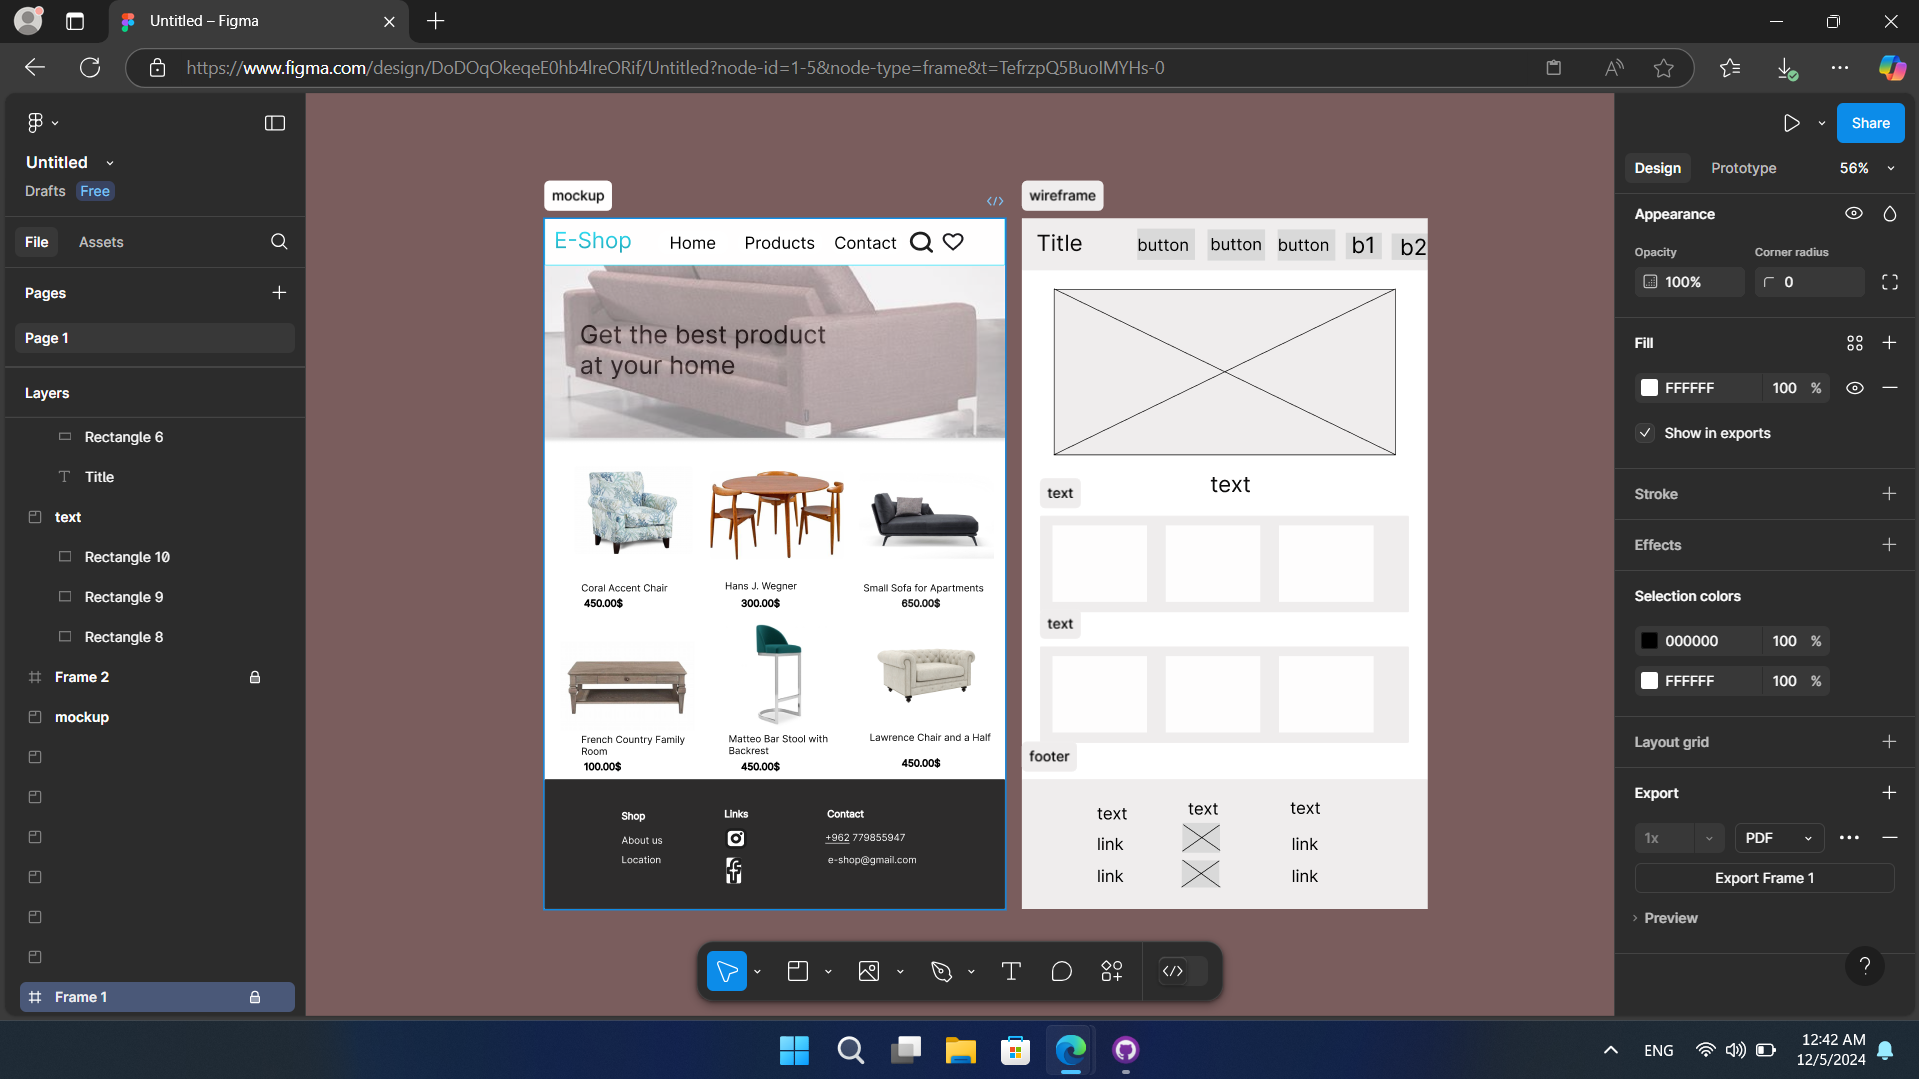 Untitled – Figma
https://www.figma.com/design/DoDOqOkeqeE0hb4lreORif/Untitled?node-id=1-5&node-type=frame&t=TefrzpQ5BuoIMYHs-0
Untitled
Drafts
Free
File
Assets
Pages
Page 1
Layers
Rectangle 6
Title
text
Rectangle 10
Rectangle 9
Rectangle 8
Frame 2
mockup
Frame 1
mockup
E-Shop
Home
Products
Contact
Get the best product
at your home
Coral Accent Chair
450.00$
Hans J. Wegner
300.00$
Small Sofa for Apartments
650.00$
French Country Family
Room
100.00$
Matteo Bar Stool with
Backrest
450.00$
Lawrence Chair and a Half
450.00$
Shop
About us
Location
Links
Contact
+962 779855947
e-shop@gmail.com
wireframe
Title
button
button
button
b1
b2
text
text
text
footer
text
link
link
text
text
link
link
Share
Design
Prototype
56%
Appearance
Opacity
Corner radius
100%
0
Fill
FFFFFF
100
%
Show in exports
Stroke
Effects
Selection colors
000000
100
%
FFFFFF
100
%
Layout grid
Export
1x
PDF
Export Frame 1
Preview
?
ENG
12:42 AM
12/5/2024